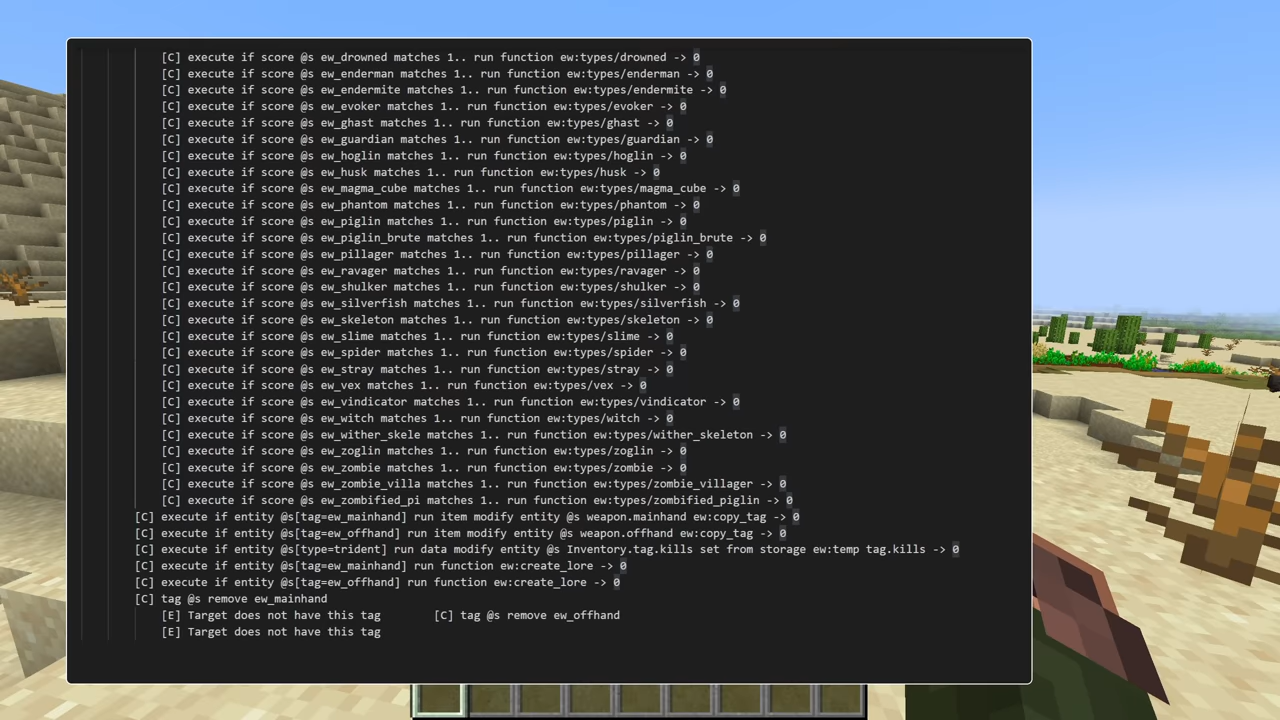 [C] execute if score @s ew_drowned matches 1.. run function ew:types/drowned -> 0
[C] execute if score @s ew_enderman matches 1.. run function ew:types/enderman -> 0
[C] execute if score @s ew_endermite matches 1.. run function ew:types/endermite -> 0
[C] execute if score @s ew_evoker matches 1.. run function ew:types/evoker -> 0
[C] execute if score @s ew_ghast matches 1.. run function ew:types/ghast -> 0
[C] execute if score @s ew_guardian matches 1.. run function ew:types/guardian -> 0
[C] execute if score @s ew_hoglin matches 1.. run function ew:types/hoglin -> 0
[C] execute if score @s ew_husk matches 1.. run function ew:types/husk -> 0
[C] execute if score @s ew_magma_cube matches 1.. run function ew:types/magma_cube -> 0
[C] execute if score @s ew_phantom matches 1.. run function ew:types/phantom -> 0
[C] execute if score @s ew_piglin matches 1.. run function ew:types/piglin -> 0
[C] execute if score @s ew_piglin_brute matches 1.. run function ew:types/piglin_brute -> 0
[C] execute if score @s ew_pillager matches 1.. run function ew:types/pillager -> 0
[C] execute if score @s ew_ravager matches 1.. run function ew:types/ravager -> 0
[C] execute if score @s ew_shulker matches 1.. run function ew:types/shulker -> 0
[C] execute if score @s ew_silverfish matches 1.. run function ew:types/silverfish -> 0
[C] execute if score @s ew_skeleton matches 1.. run function ew:types/skeleton -> 0
[C] execute if score @s ew_slime matches 1.. run function ew:types/slime -> 0
[C] execute if score @s ew_spider matches 1.. run function ew:types/spider -> 0
[C] execute if score @s ew_stray matches 1.. run function ew:types/stray -> 0
[C] execute if score @s ew_vex matches 1.. run function ew:types/vex -> 0
[C] execute if score @s ew_vindicator matches 1.. run function ew:types/vindicator -> 0
[C] execute if score @s ew_witch matches 1.. run function ew:types/witch -> 0
[C] execute if score @s ew_wither_skele matches 1.. run function ew:types/wither_skeleton -> 0
[C] execute if score @s ew_zoglin matches 1.. run function ew:types/zoglin -> 0
[C] execute if score @s ew_zombie matches 1.. run function ew:types/zombie -> 0
[C] execute if score @s ew_zombie_villa matches 1.. run function ew:types/zombie_villager -> 0
[C] execute if score @s ew_zombified_pi matches 1.. run function ew:types/zombified_piglin -> 0
[C] execute if entity @s[tag=ew_mainhand] run item modify entity @s weapon.mainhand ew:copy_tag -> 0
[C] execute if entity @s[tag=ew_offhand] run item modify entity @s weapon.offhand ew:copy_tag -> 0
[C] execute if entity @s[type=trident] run data modify entity @s Inventory.tag.kills set from storage ew:temp tag.kills -> 0
[C] execute if entity @s[tag=ew_mainhand] run function ew:create_lore -> 0
[C] execute if entity @s[tag=ew_offhand] run function ew:create_lore -> 0
[C] tag @s remove ew_mainhand
[E] Target does not have this tag [C] tag @s remove ew_offhand
[E] Target does not have this tag